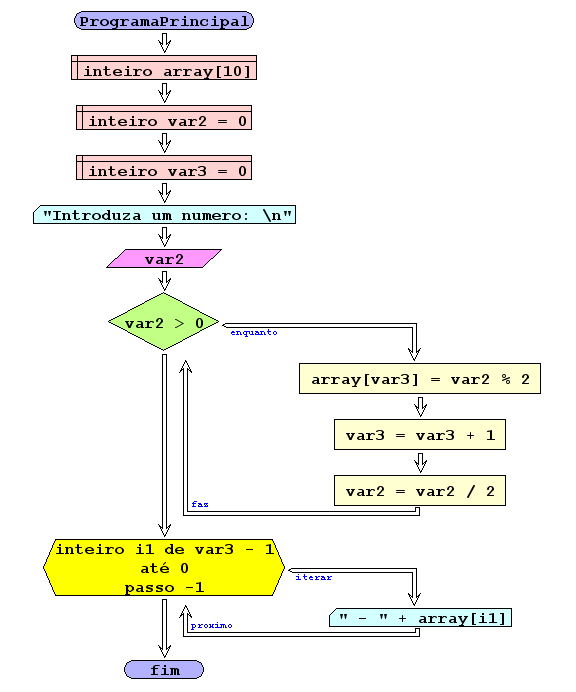 ProgramaPrincipal
inteiro array[10]
inteiro var2 = 0
inteiro var3 = 0
"Introduza um numero: \n"
var2
var2 > 0
enquanto
array[var3] = var2 % 2
var3 = var3 + 1
var2 = var2 / 2
faz
inteiro i1 de var3 - 1
até 0
passo -1
iterar
" - " + array[i1]
proximo
fim